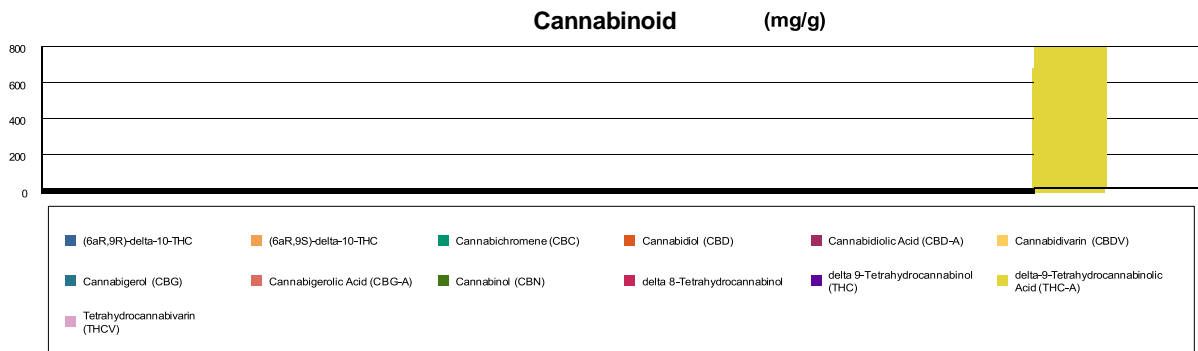 Cannabinoid (mg/g)
800
600
400
200
0
(6aR,9R)-delta-10-THC
(6aR,9S)-delta-10-THC
Cannabichromene (CBC)
Cannabidiol (CBD)
Cannabidiolic Acid (CBD-A)
Cannabidivarin (CBDV)
Cannabigerol (CBG)
Cannabigerolic Acid (CBG-A)
Cannabinol (CBN)
delta 8-Tetrahydrocannabinol
delta 9-Tetrahydrocannabinol
(THC)
delta-9-Tetrahydrocannabinolic
Acid (THC-A)
Tetrahydrocannabivarin
(THCV)